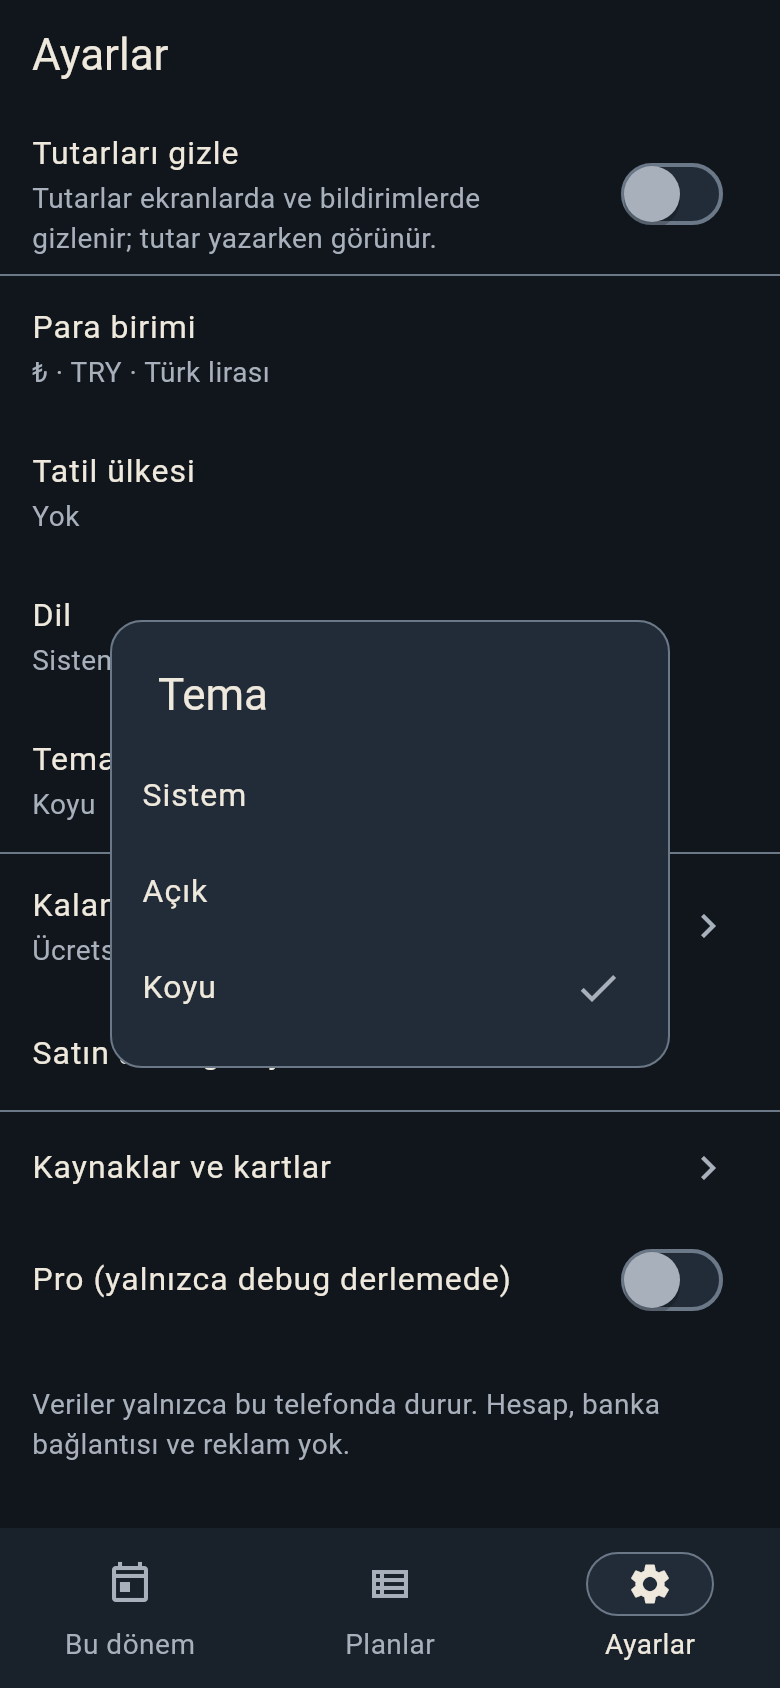 Ayarlar
Tutarları gizle
Tutarlar ekranlarda ve bildirimlerde
gizlenir; tutar yazarken görünür.
Para birimi
₺ · TRY · Türk lirası
Tatil ülkesi
Yok
Dil
Tema
Koyu
Tema
Sistem
Açık
Koyu
Satın
Kaynaklar ve kartlar
Pro (yalnızca debug derlemede)
Veriler yalnızca bu telefonda durur. Hesap, banka
bağlantısı ve reklam yok.
Bu dönem
Planlar
Ayarlar